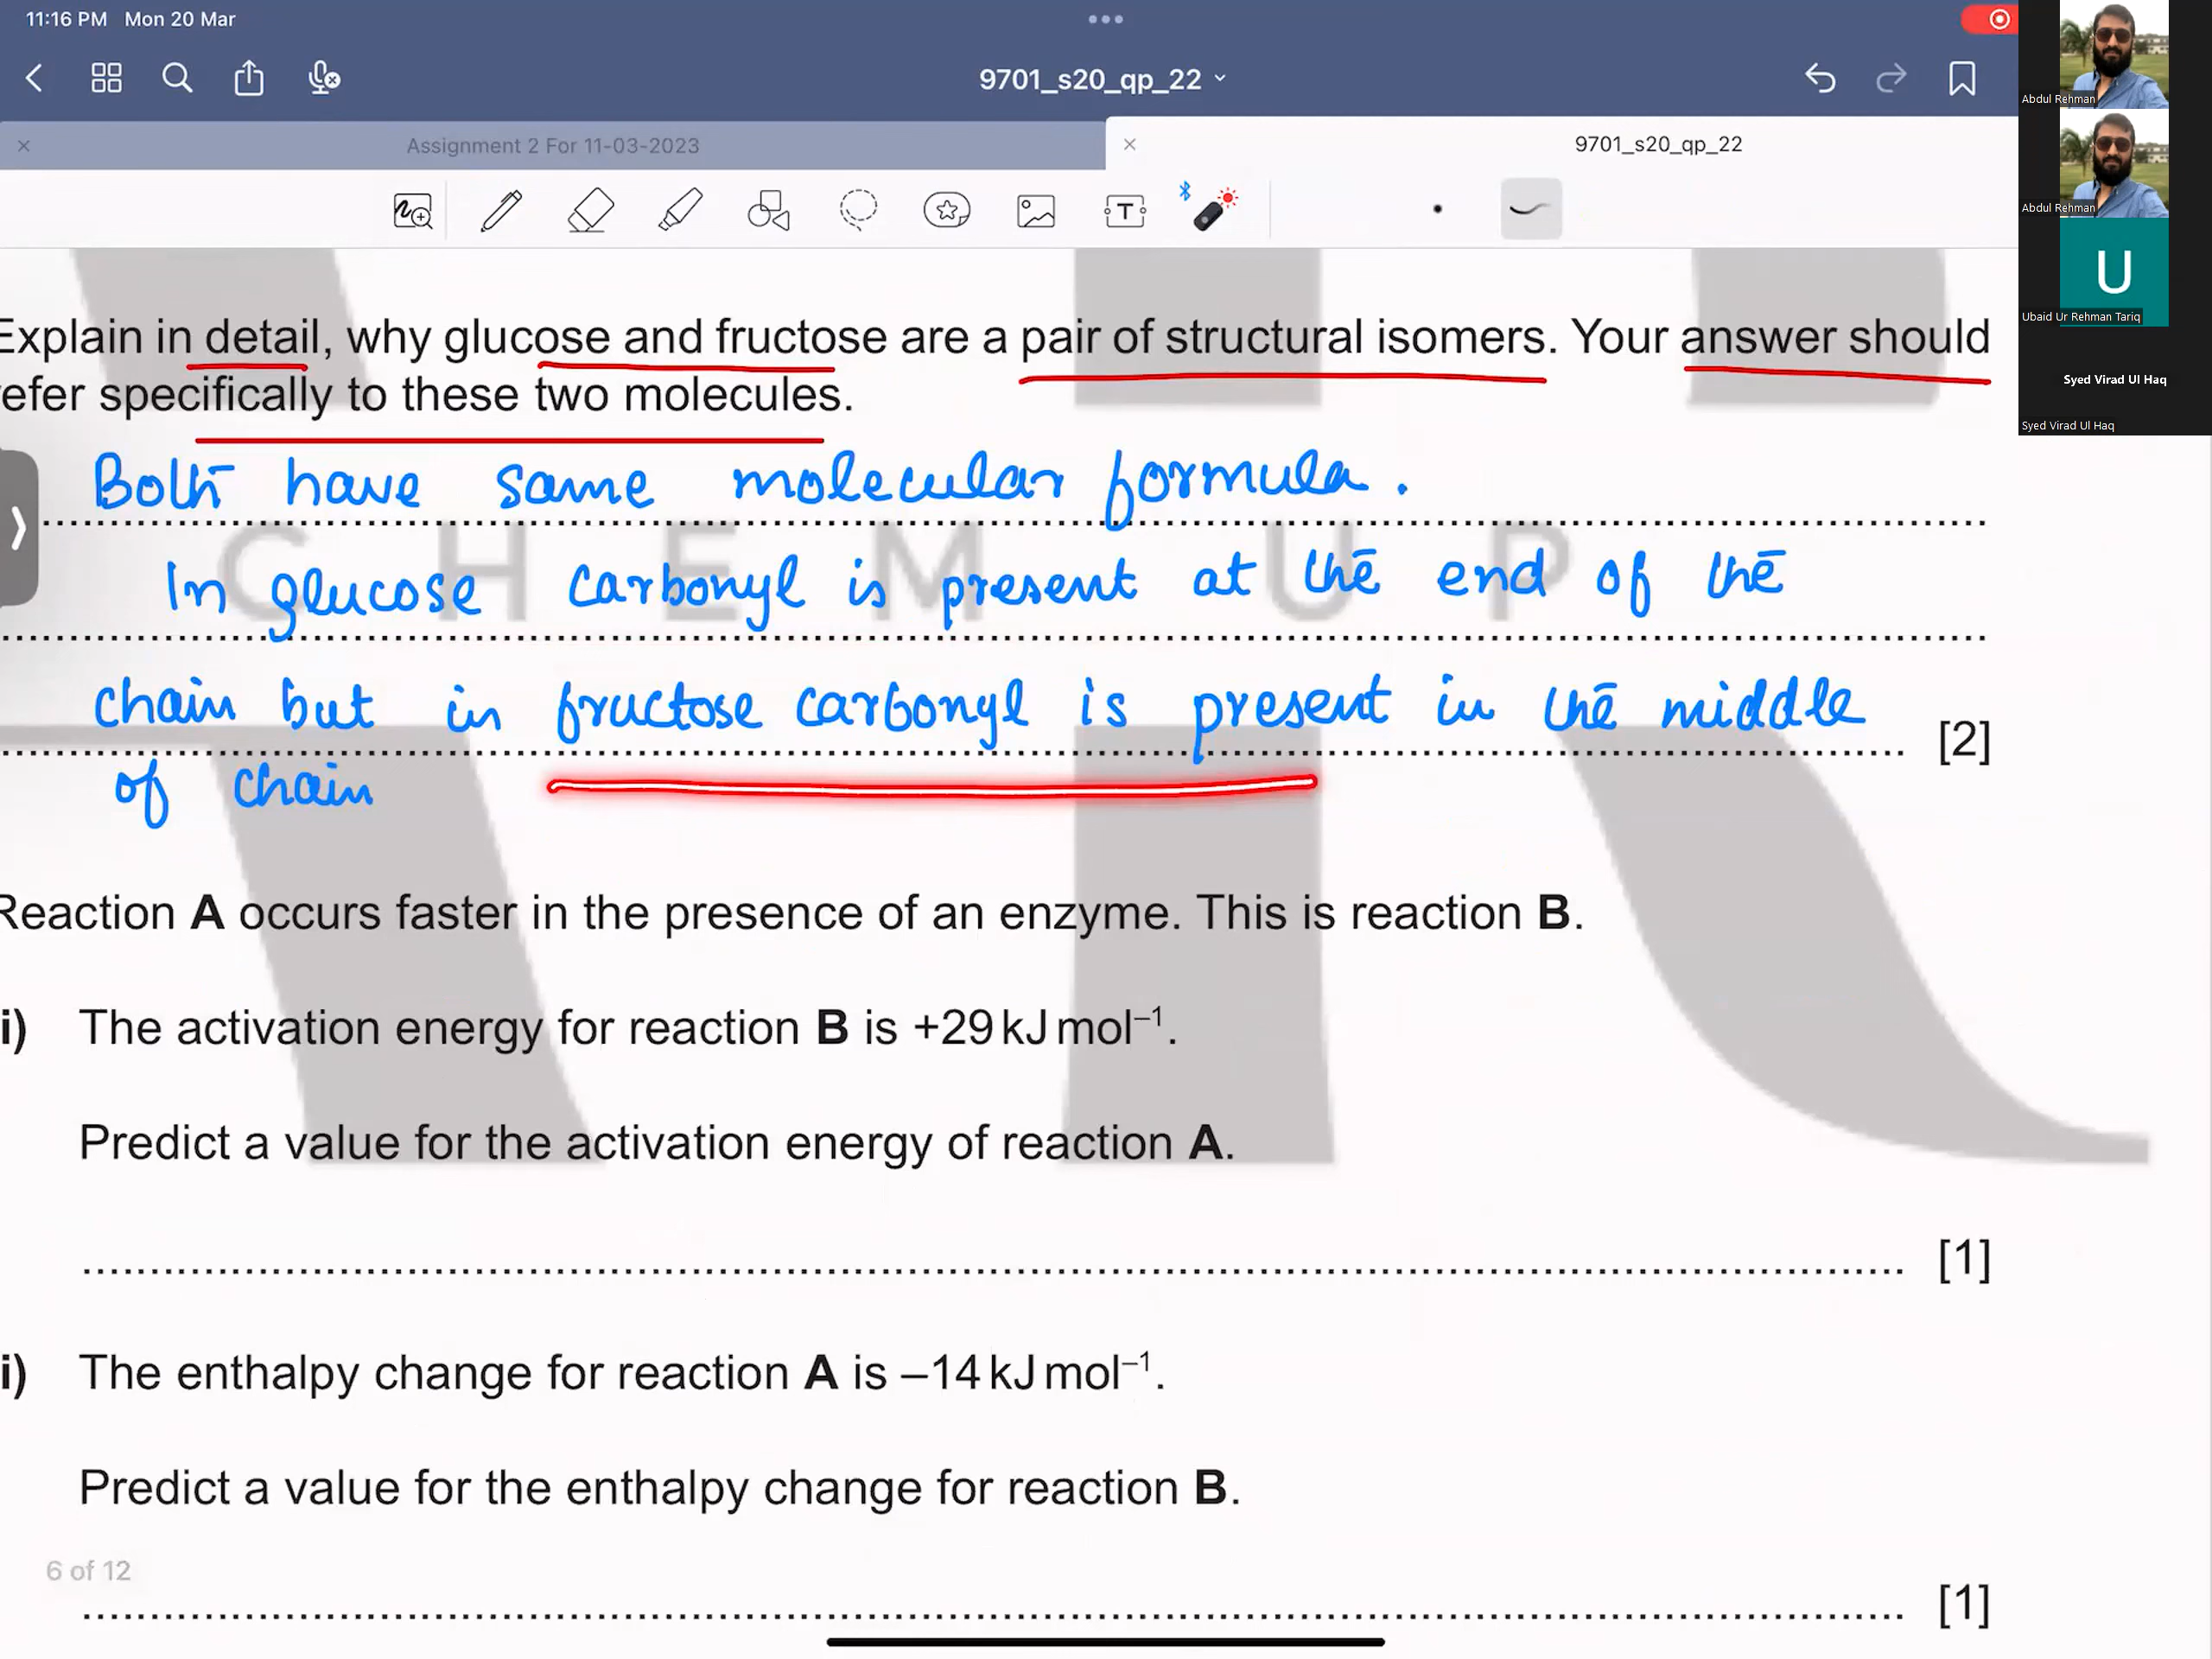 11:16 PM Mon 20 Mar
9701_s20_qp_22
Assignment 2 For 11-03-2023
9701_s20_qp_22
Abdul Rehman
Abdul Rehman
U
Ubaid Ur Rehman Tariq
Syed Virad Ul Haq
Syed Virad Ul Haq
Explain in detail, why glucose and fructose are a pair of structural isomers. Your answer should
efer specifically to these two molecules.
Both have same molecular formula.
In glucose carbonyl is present at the end of the
chain but in fructose carbonyl is present in the middle
[2]
of chain
CHEM UP
Reaction A occurs faster in the presence of an enzyme. This is reaction B.
i) The activation energy for reaction B is +29 kJ mol⁻¹.
Predict a value for the activation energy of reaction A.
[1]
i) The enthalpy change for reaction A is –14 kJ mol⁻¹.
Predict a value for the enthalpy change for reaction B.
6 of 12
[1]